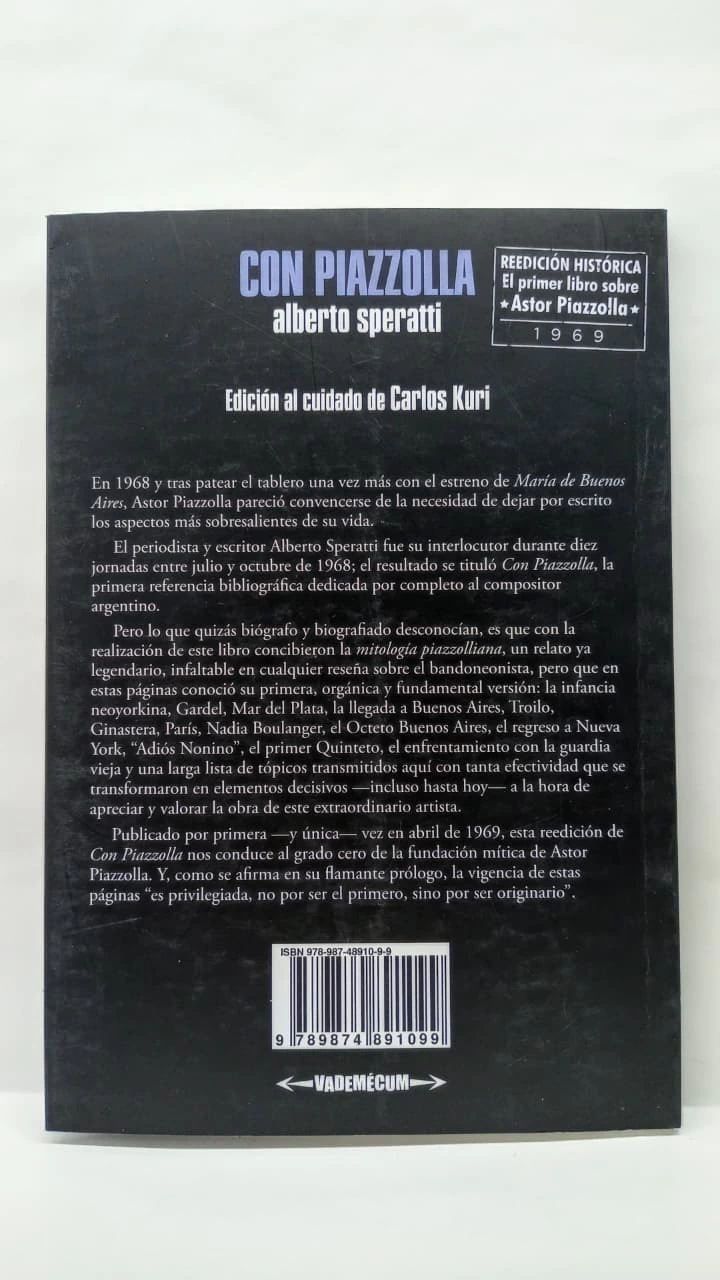 CON PIAZZOLLA
alberto speratti
REEDICIÓN HISTÓRICA
El primer libro sobre
★Astor Piazzolla★
1969
Edición al cuidado de Carlos Kuri
En 1968 y tras patear el tablero una vez más con el estreno de María de Buenos
Aires, Astor Piazzolla pareció convencerse de la necesidad de dejar por escrito
los aspectos más sobresalientes de su vida.
El periodista y escritor Alberto Speratti fue su interlocutor durante diez
jornadas entre julio y octubre de 1968; el resultado se tituló Con Piazzolla, la
primera referencia bibliográfica dedicada por completo al compositor
argentino.
Pero lo que quizás biógrafo y biografiado desconocían, es que con la
realización de este libro concibieron la mitología piazzolliana, un relato ya
legendario, infaltable en cualquier reseña sobre el bandoneonista, pero que en
estas páginas conoció su primera, orgánica y fundamental versión: la infancia
neoyorkina, Gardel, Mar del Plata, la llegada a Buenos Aires, Troilo,
Ginastera, París, Nadia Boulanger, el Octeto Buenos Aires, el regreso a Nueva
York, “Adiós Nonino”, el primer Quinteto, el enfrentamiento con la guardia
vieja y una larga lista de tópicos transmitidos aquí con tanta efectividad que se
transformaron en elementos decisivos —incluso hasta hoy— a la hora de
apreciar y valorar la obra de este extraordinario artista.
Publicado por primera —y única— vez en abril de 1969, esta reedición de
Con Piazzolla nos conduce al grado cero de la fundación mítica de Astor
Piazzolla. Y, como se afirma en su flamante prólogo, la vigencia de estas
páginas “es privilegiada, no por ser el primero, sino por ser originario”.
ISBN 978-987-48910-9-9
9 789874 891099
VADEMÉCUM